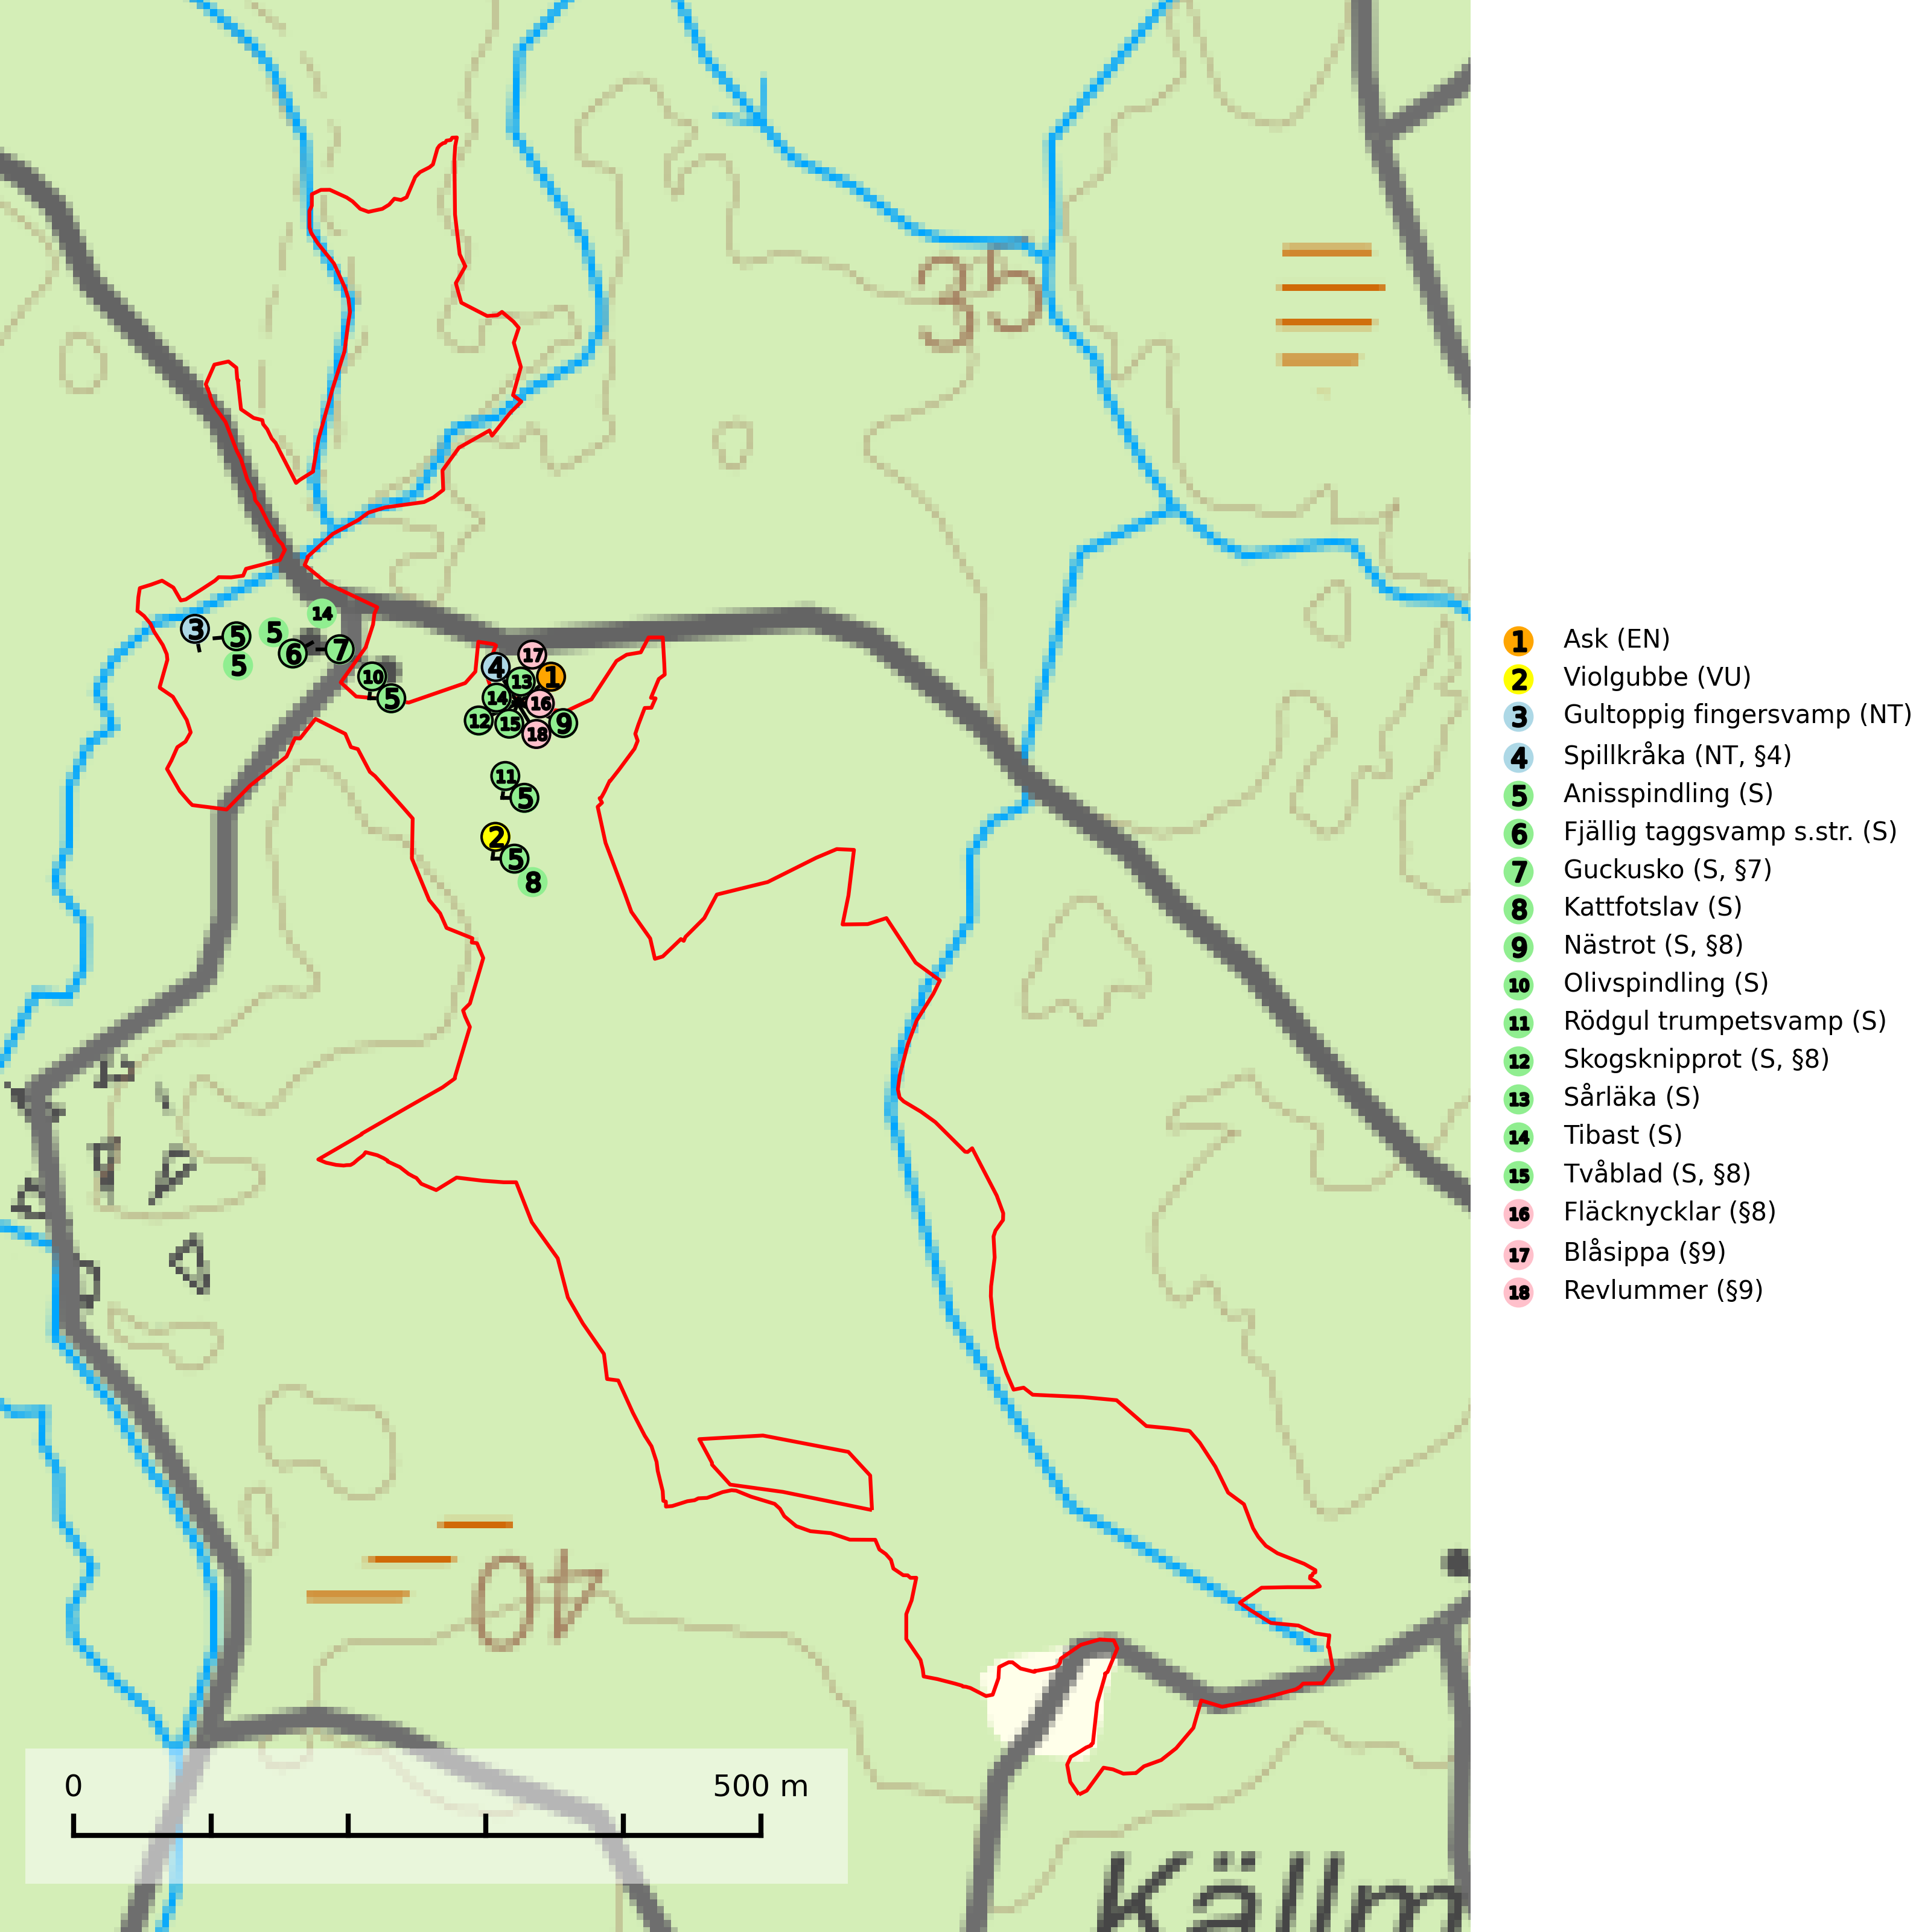 35
14
3
5
5
6
7
5
10
5
17
4
13
1
14
16
12
15
9
18
11
5
2
5
8
40
0 500 m
Källm
1 Ask (EN)
2 Violgubbe (VU)
3 Gultoppig fingersvamp (NT)
4 Spillkråka (NT, §4)
5 Anisspindling (S)
6 Fjällig taggsvamp s.str. (S)
7 Guckusko (S, §7)
8 Kattfotslav (S)
9 Nästrot (S, §8)
10 Olivspindling (S)
11 Rödgul trumpetsvamp (S)
12 Skogsknipprot (S, §8)
13 Sårläka (S)
14 Tibast (S)
15 Tvåblad (S, §8)
16 Fläcknycklar (§8)
17 Blåsippa (§9)
18 Revlummer (§9)